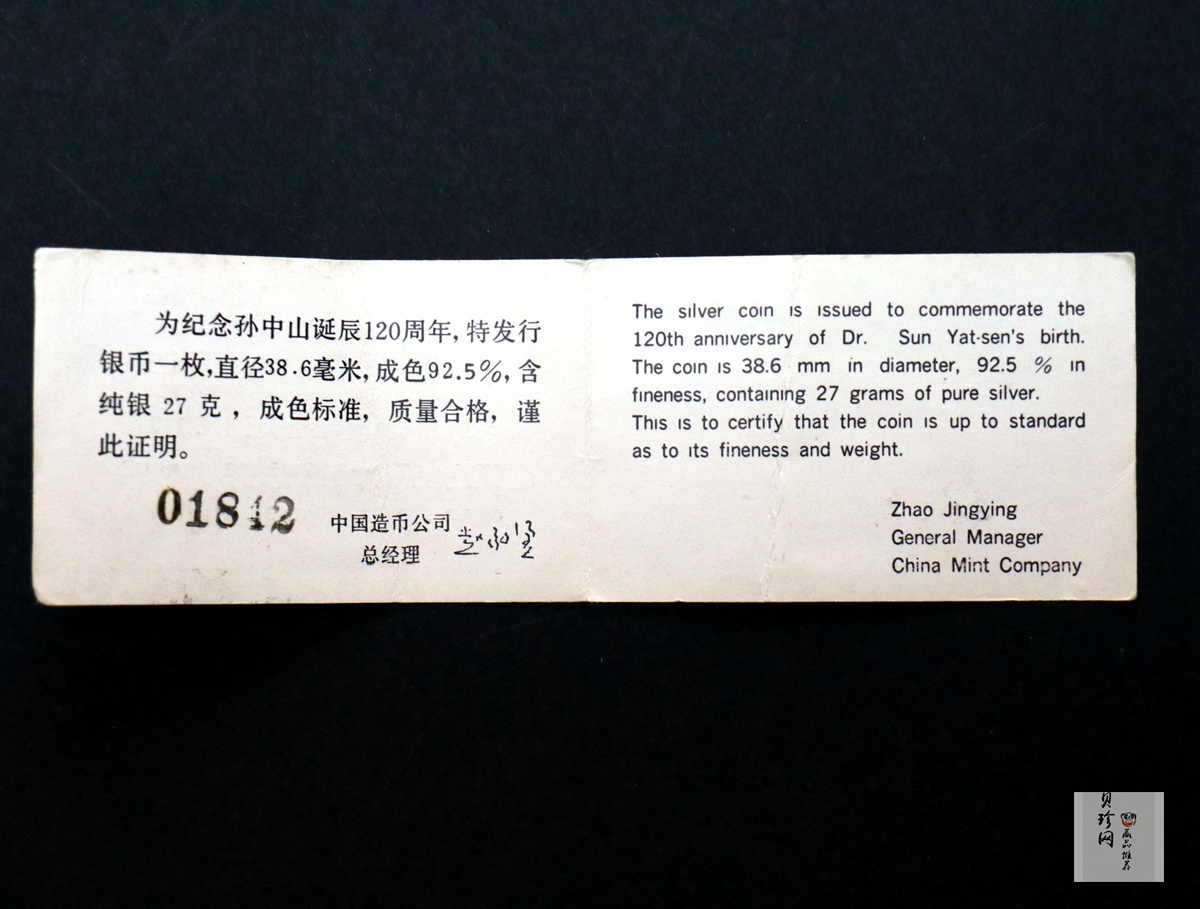 为纪念孙中山诞辰120周年,特发行
银币一枚,直径38.6毫米,成色92.5%,含
纯银 27 克，成色标准，质量合格，谨
此证明。
01842
中国造币公司
总经理
The silver coin is issued to commemorate the
120th anniversary of Dr. Sun Yat-sen's birth.
The coin is 38.6 mm in diameter, 92.5 % in
fineness, containing 27 grams of pure silver.
This is to certify that the coin is up to standard
as to its fineness and weight.
Zhao Jingying
General Manager
China Mint Company
贝珍网
藏品推荐